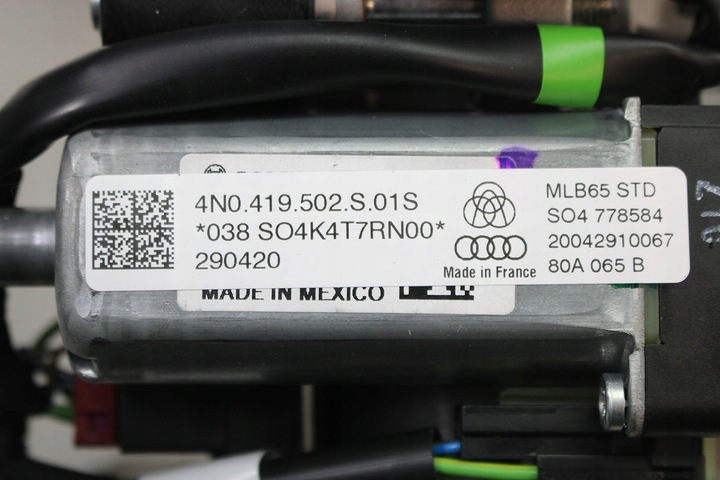 4N0.419.502.S.01S
*038 SO4K4T7RN00*
290420
Made in France
MLB65 STD
SO4 778584
20042910067
80A 065 B
MADE IN MEXICO